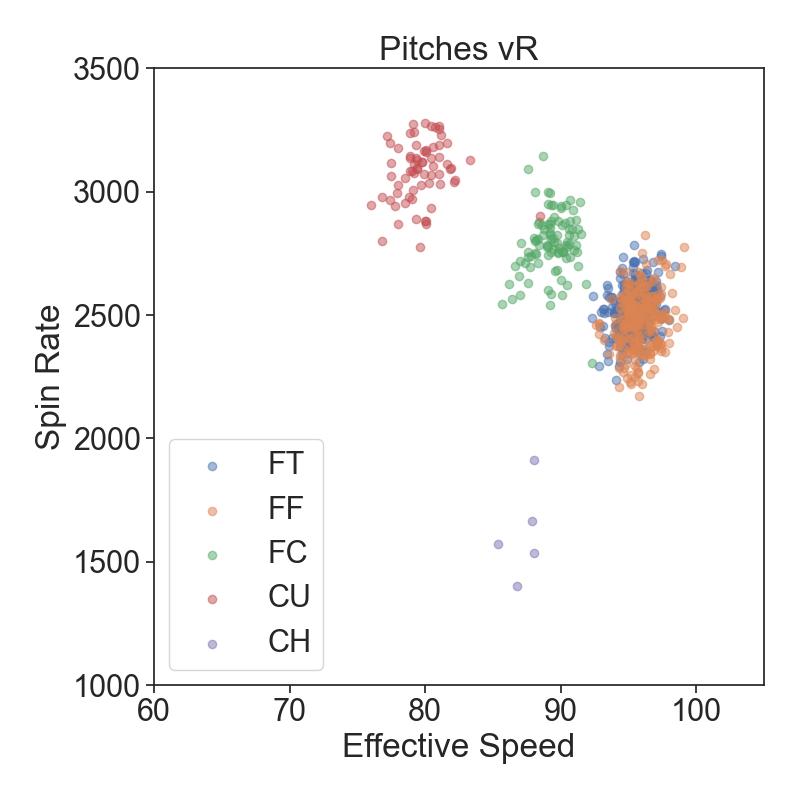 Pitches vR
3500
3000
2500
2000
1500
1000
Spin Rate
FT
FF
FC
CU
CH
60 70 80 90 100
Effective Speed